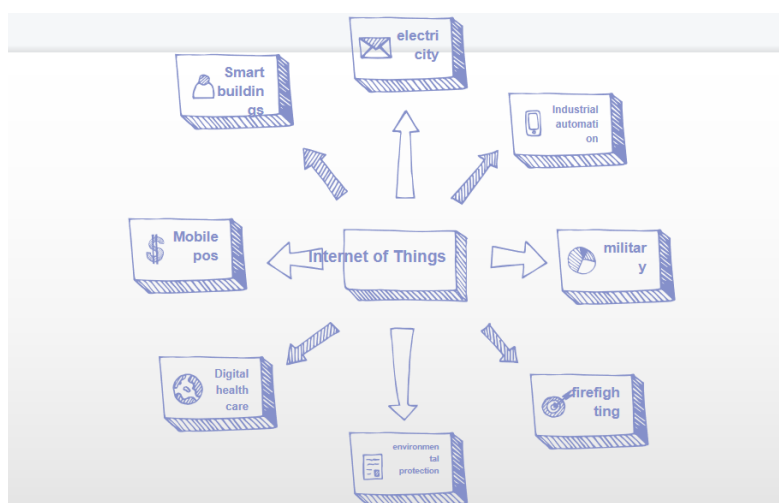 electri
city
Smart
buildin
gs
Industrial
automati
on
Mobile
pos
Internet of Things
militar
y
Digital
health
care
firefigh
ting
environmen
tal
protection